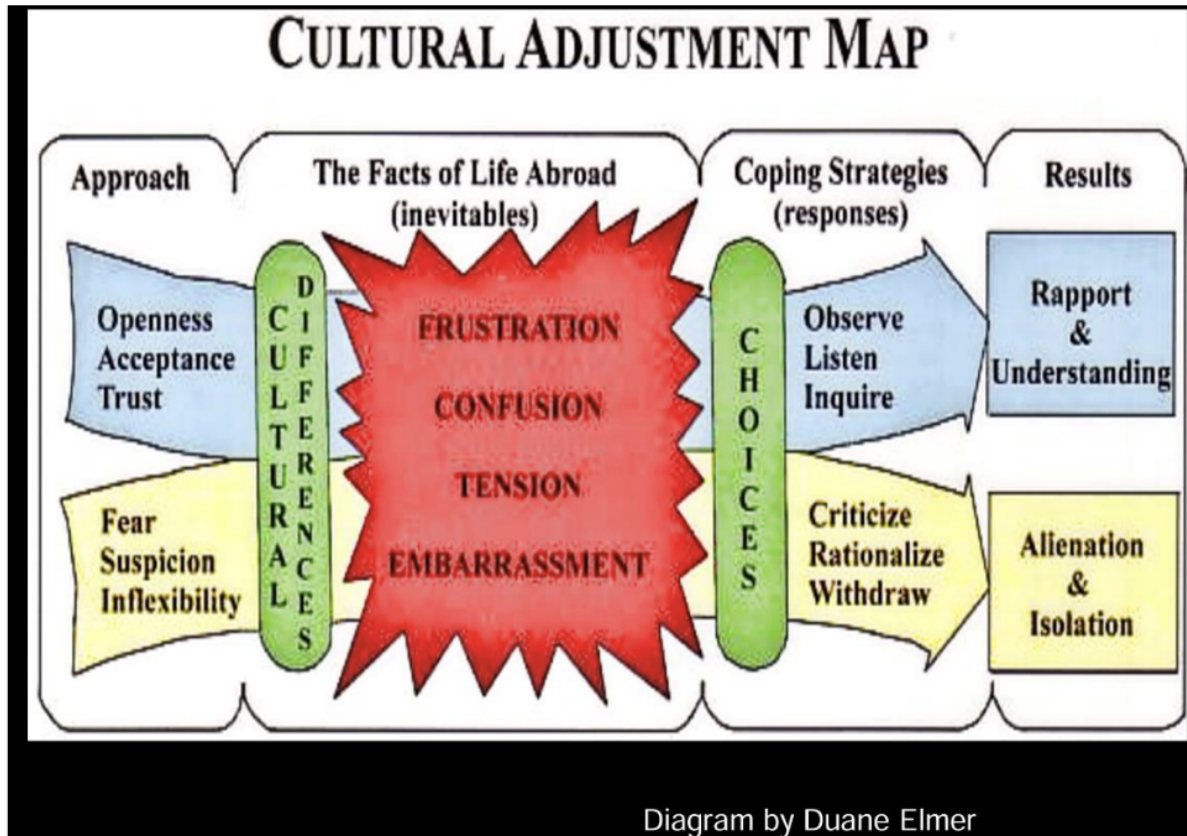 CULTURAL ADJUSTMENT MAP
Approach
The Facts of Life Abroad
(inevitables)
Coping Strategies
(responses)
Results
Openness
Acceptance
Trust
Fear
Suspicion
Inflexibility
CULTURAL
DIFFERENCES
FRUSTRATION
CONFUSION
TENSION
EMBARRASSMENT
CHOICES
Observe
Listen
Inquire
Criticize
Rationalize
Withdraw
Rapport
&
Understanding
Alienation
&
Isolation
Diagram by Duane Elmer